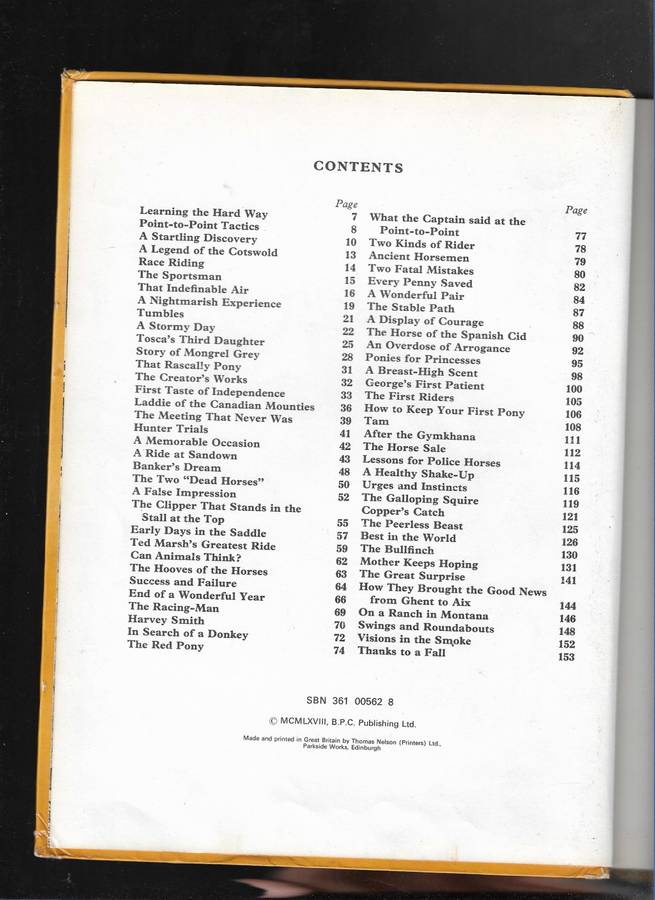 CONTENTS
Page
Learning the Hard Way 7
Point-to-Point Tactics 8
A Startling Discovery 10
A Legend of the Cotswold 13
Race Riding 14
The Sportsman 15
That Indefinable Air 16
A Nightmarish Experience 19
Tumbles 21
A Stormy Day 22
Tosca's Third Daughter 25
Story of Mongrel Grey 28
That Rascally Pony 31
The Creator's Works 32
First Taste of Independence 33
Laddie of the Canadian Mounties 36
The Meeting That Never Was 39
Hunter Trials 41
A Memorable Occasion 42
A Ride at Sandown 43
Banker's Dream 48
The Two "Dead Horses" 50
A False Impression 52
The Clipper That Stands in the
Stall at the Top 55
Early Days in the Saddle 57
Ted Marsh's Greatest Ride 59
Can Animals Think? 62
The Hooves of the Horses 63
Success and Failure 64
End of a Wonderful Year 66
The Racing-Man 69
Harvey Smith 70
In Search of a Donkey 72
The Red Pony 74
Page
What the Captain said at the
Point-to-Point 77
Two Kinds of Rider 78
Ancient Horsemen 79
Two Fatal Mistakes 80
Every Penny Saved 82
A Wonderful Pair 84
The Stable Path 87
A Display of Courage 88
The Horse of the Spanish Cid 90
An Overdose of Arrogance 92
Ponies for Princesses 95
A Breast-High Scent 98
George's First Patient 100
The First Riders 105
How to Keep Your First Pony 106
Tam 108
After the Gymkhana 111
The Horse Sale 112
Lessons for Police Horses 114
A Healthy Shake-Up 115
Urges and Instincts 116
The Galloping Squire 119
Copper's Catch 121
The Peerless Beast 125
Best in the World 126
The Bullfinch 130
Mother Keeps Hoping 131
The Great Surprise 141
How They Brought the Good News
from Ghent to Aix 144
On a Ranch in Montana 146
Swings and Roundabouts 148
Visions in the Smoke 152
Thanks to a Fall 153
SBN 361 00562 8
© MCMLXVIII, B.P.C. Publishing Ltd.
Made and printed in Great Britain by Thomas Nelson (Printers) Ltd.,
Parkside Works, Edinburgh